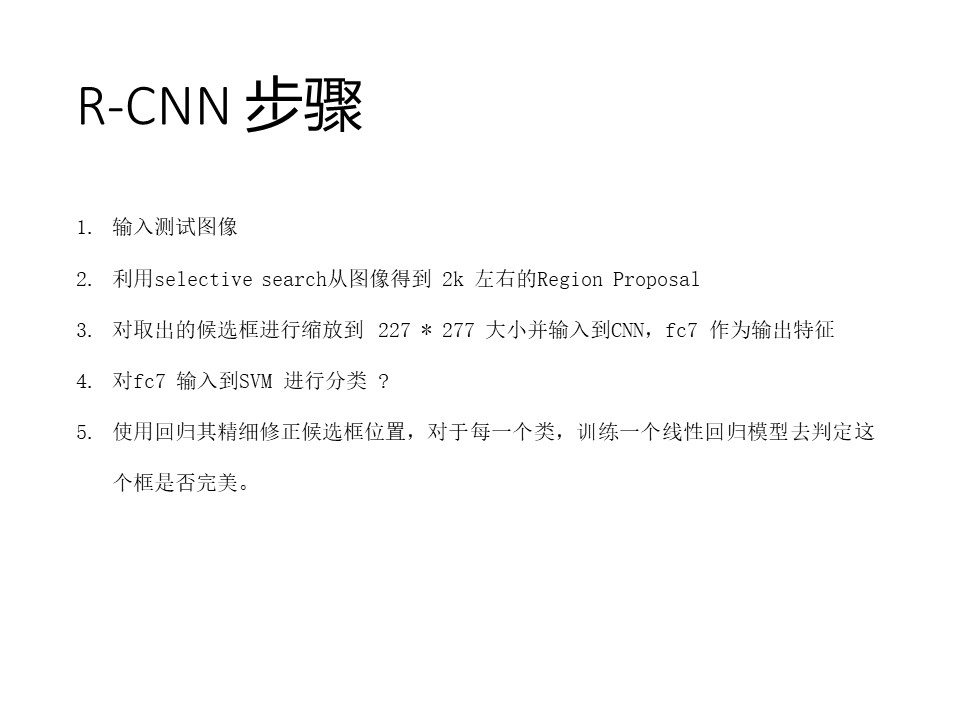 R-CNN 步骤
1. 输入测试图像
2. 利用selective search从图像得到 2k 左右的Region Proposal
3. 对取出的候选框进行缩放到 227 * 277 大小并输入到CNN，fc7 作为输出特征
4. 对fc7 输入到SVM 进行分类 ?
5. 使用回归其精细修正候选框位置，对于每一个类，训练一个线性回归模型去判定这
个框是否完美。